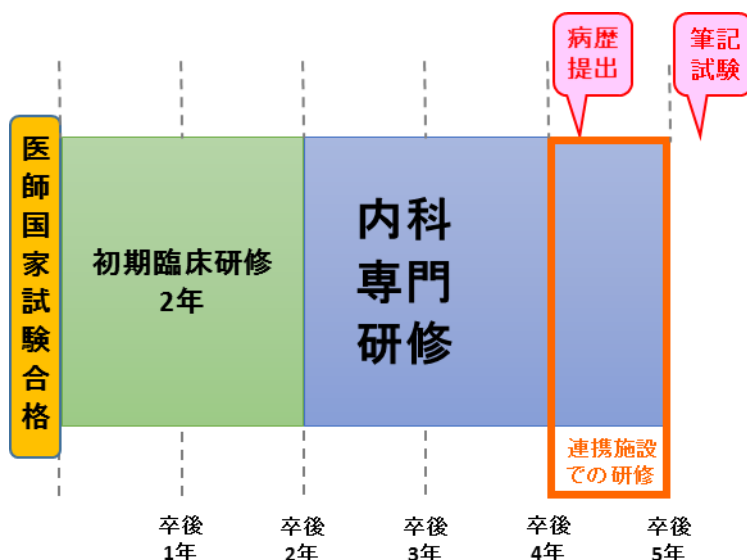 病歴
提出
筆記
試験
医師国家試験合格
初期臨床研修
2年
内科
専門
研修
連携施設
での研修
卒後
1年
卒後
2年
卒後
3年
卒後
4年
卒後
5年